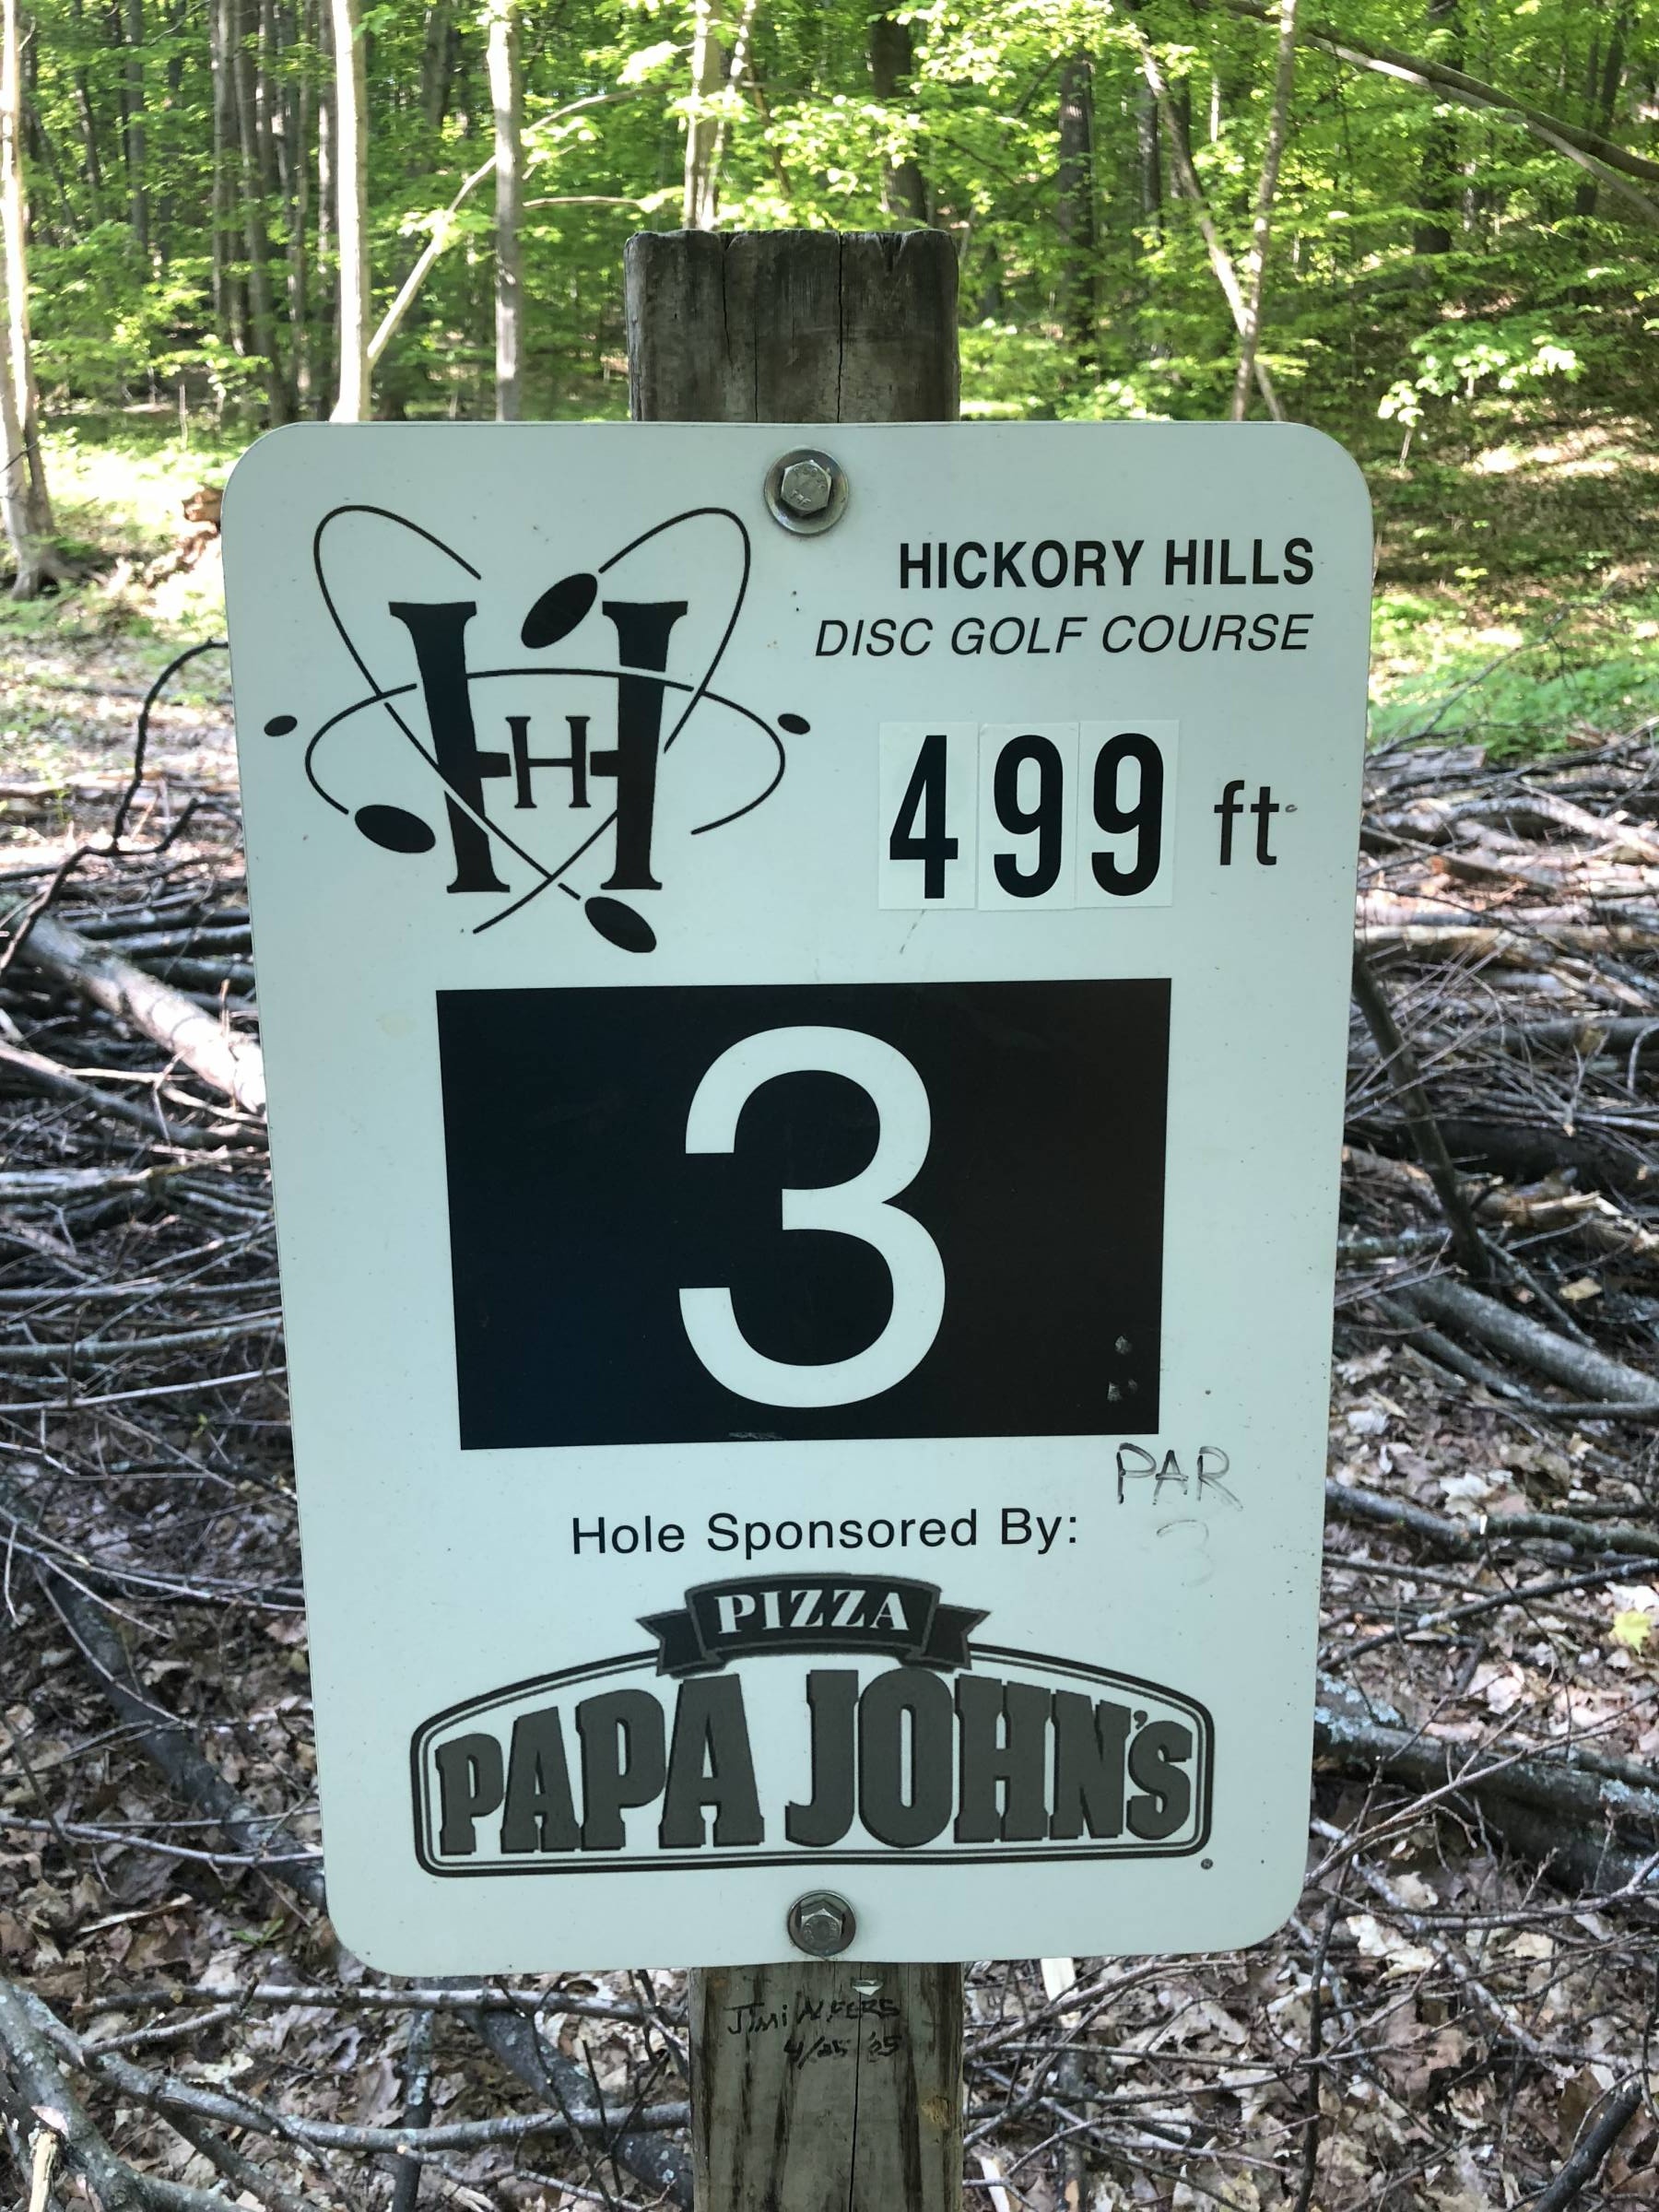 H
H
HICKORY HILLS
DISC GOLF COURSE
499 ft
3
PAR
3
Hole Sponsored By:
PIZZA
PAPA JOHN'S